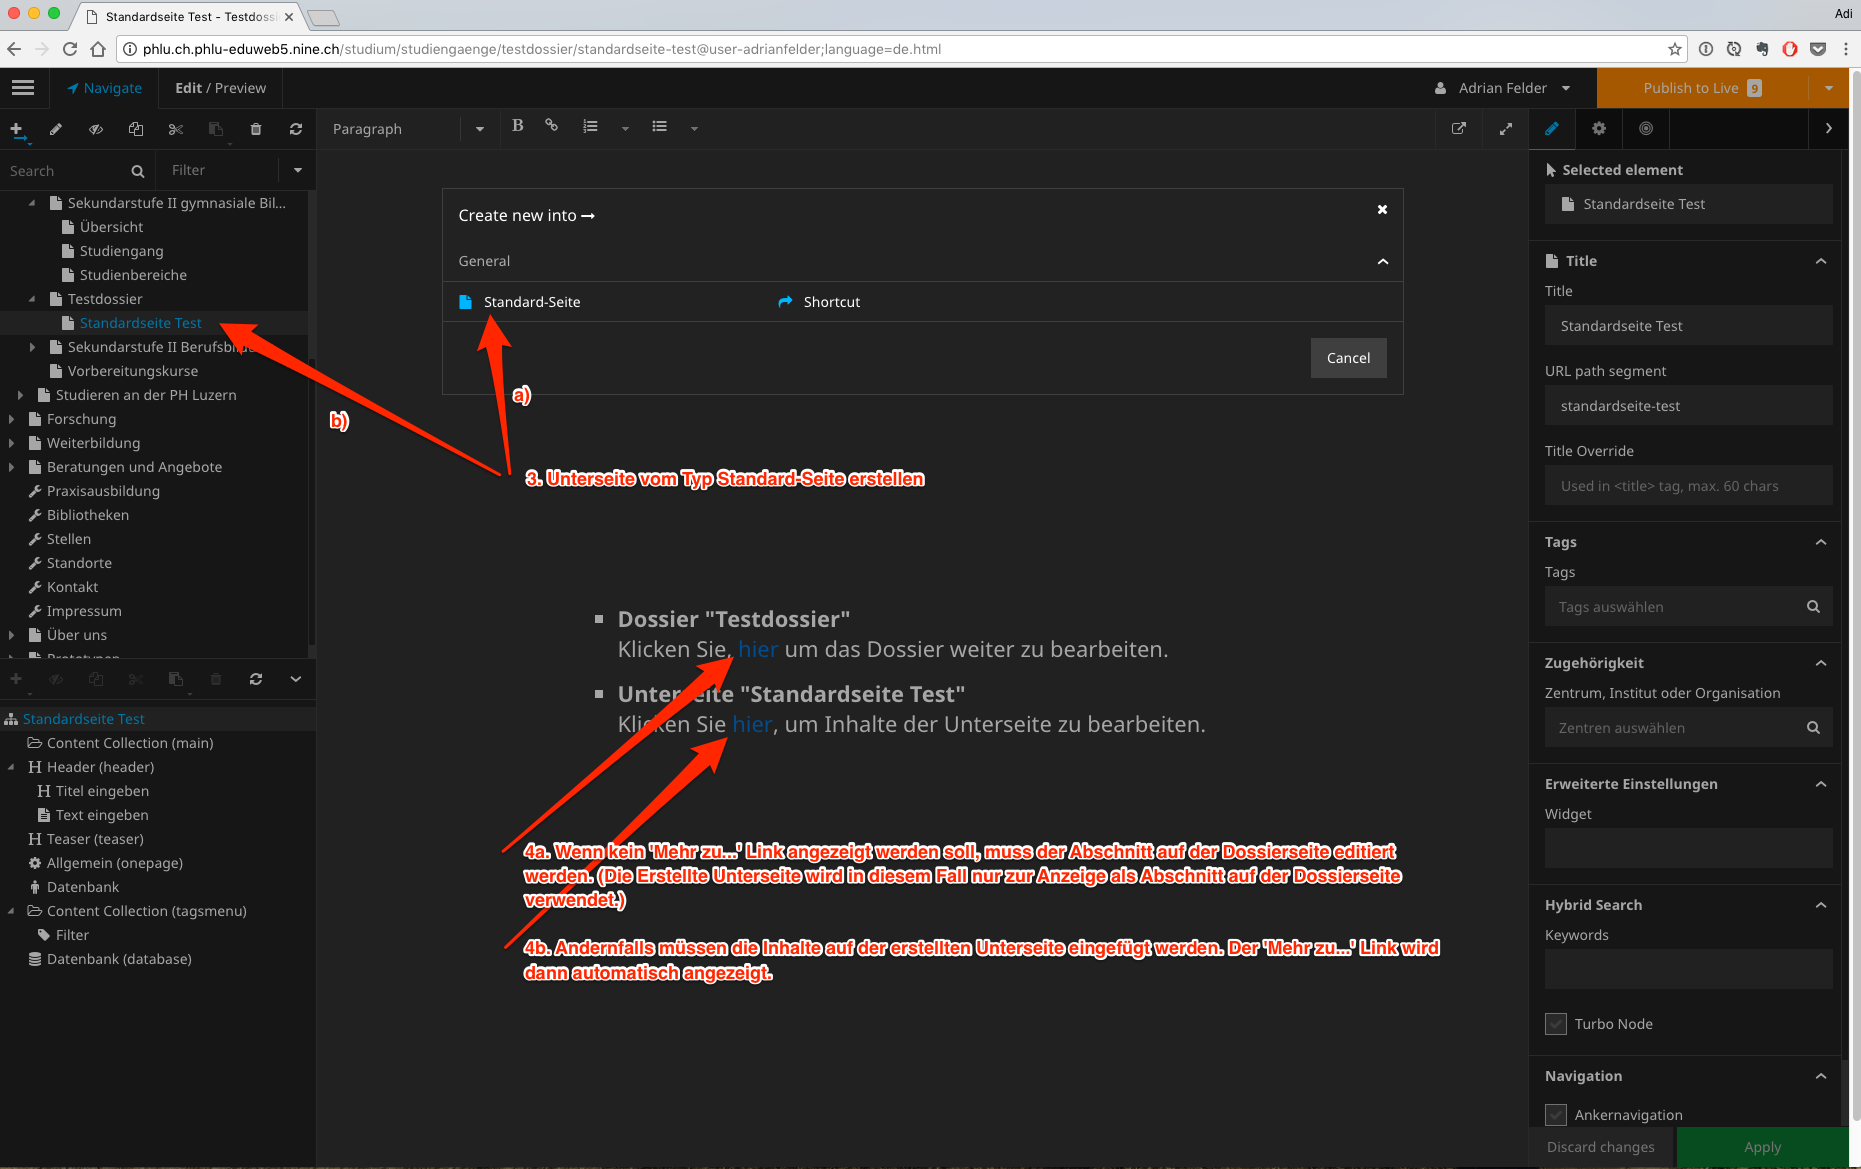 Standardseite Test - Testdossi
Adi
phlu.ch.phlu-eduweb5.nine.ch/studium/studiengaenge/testdossier/standardseite-test@user-adrianfelder;language=de.html
Navigate
Edit / Preview
Adrian Felder
Publish to Live 9
Paragraph
B
Search
Filter
Sekundarstufe II gymnasiale Bil...
Übersicht
Studiengang
Studienbereiche
Testdossier
Standardseite Test
Sekundarstufe II Berufsbildu
Vorbereitungskurse
Studieren an der PH Luzern
Forschung
Weiterbildung
Beratungen und Angebote
Praxisausbildung
Bibliotheken
Stellen
Standorte
Kontakt
Impressum
Über uns
Prototypen
Standardseite Test
Content Collection (main)
Header (header)
Titel eingeben
Text eingeben
Teaser (teaser)
Allgemein (onepage)
Datenbank
Content Collection (tagsmenu)
Filter
Datenbank (database)
Create new into
General
Standard-Seite
Shortcut
Cancel
a)
b)
3. Unterseite vom Typ Standard-Seite erstellen
Dossier "Testdossier"
Klicken Sie, hier um das Dossier weiter zu bearbeiten.
Unterseite "Standardseite Test"
Klicken Sie hier, um Inhalte der Unterseite zu bearbeiten.
4a. Wenn kein 'Mehr zu...' Link angezeigt werden soll, muss der Abschnitt auf der Dossierseite editiert
werden. (Die Erstellte Unterseite wird in diesem Fall nur zur Anzeige als Abschnitt auf der Dossierseite
verwendet.)
4b. Andernfalls müssen die Inhalte auf der erstellten Unterseite eingefügt werden. Der 'Mehr zu...' Link wird
dann automatisch angezeigt.
Selected element
Standardseite Test
Title
Title
Standardseite Test
URL path segment
standardseite-test
Title Override
Used in <title> tag, max. 60 chars
Tags
Tags
Tags auswählen
Zugehörigkeit
Zentrum, Institut oder Organisation
Zentren auswählen
Erweiterte Einstellungen
Widget
Hybrid Search
Keywords
Turbo Node
Navigation
Ankernavigation
Discard changes
Apply